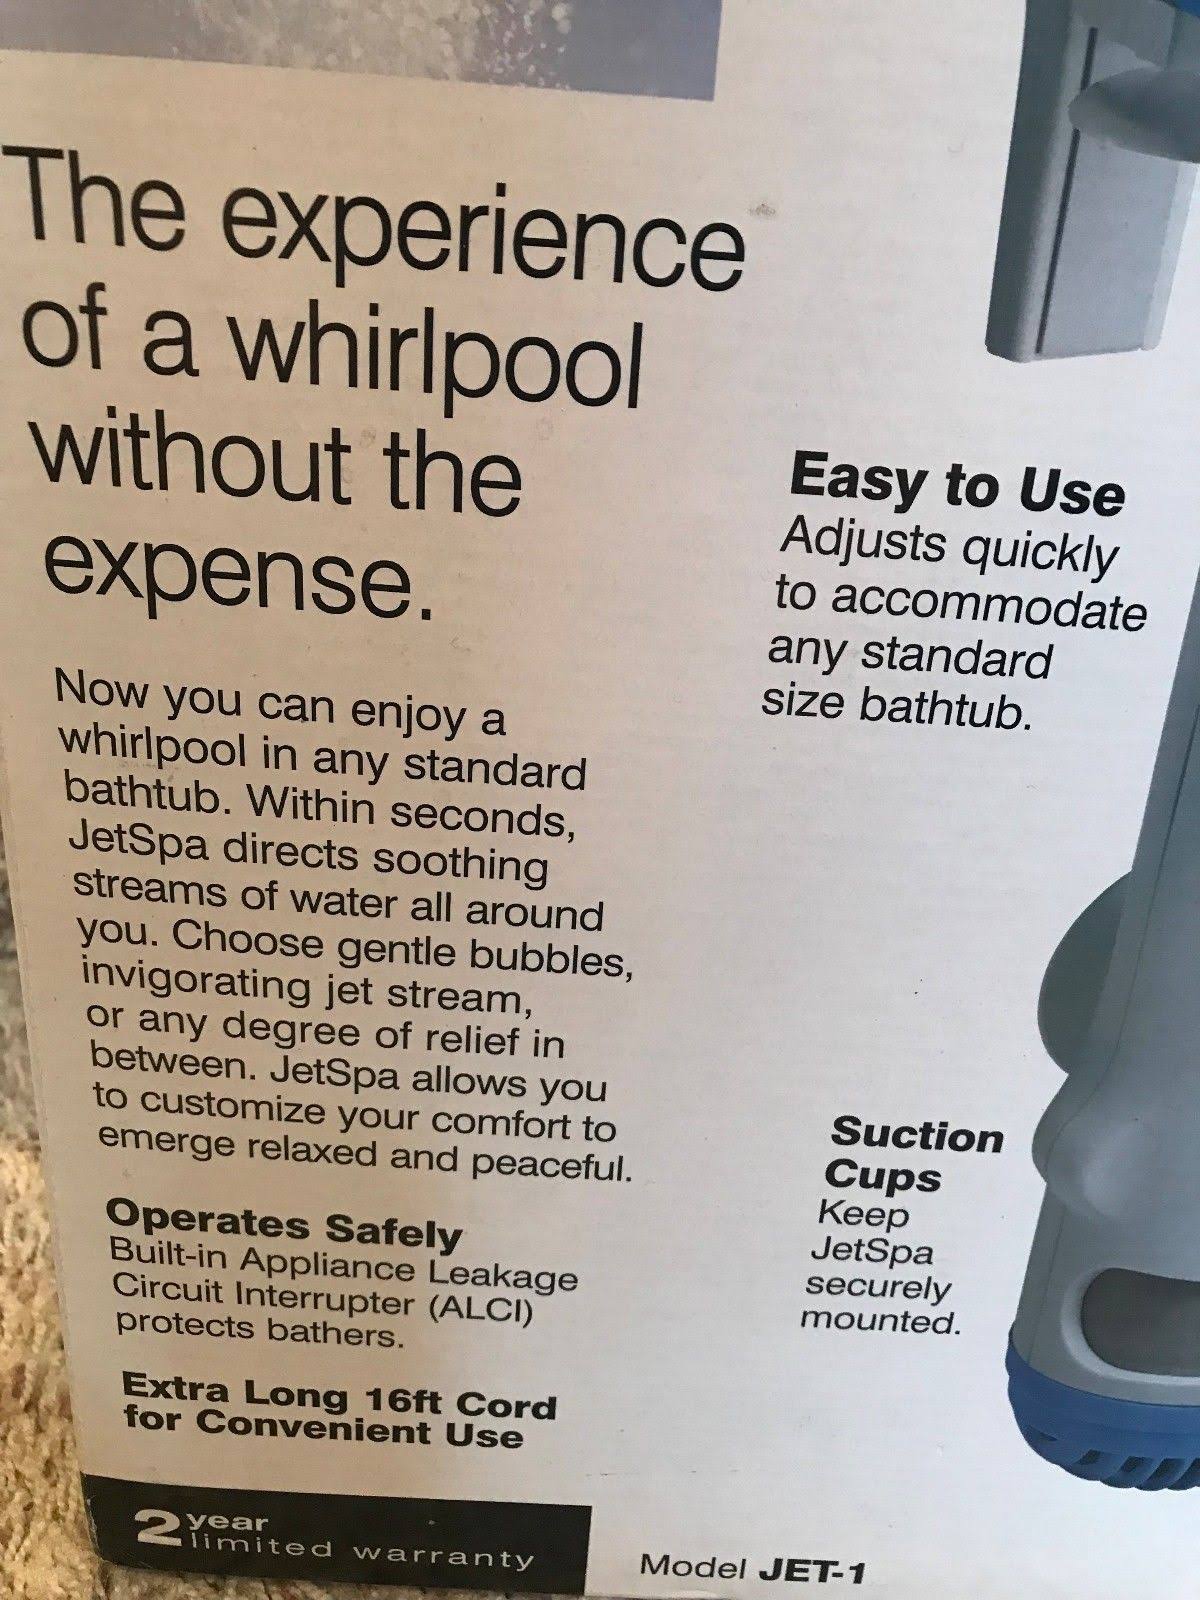 The experience
of a whirlpool
without the
expense.
Now you can enjoy a
whirlpool in any standard
bathtub. Within seconds,
JetSpa directs soothing
streams of water all around
you. Choose gentle bubbles,
invigorating jet stream,
or any degree of relief in
between. JetSpa allows you
to customize your comfort to
emerge relaxed and peaceful.
Operates Safely
Built-in Appliance Leakage
Circuit Interrupter (ALCI)
protects bathers.
Extra Long 16ft Cord
for Convenient Use
2 year
limited warranty
Easy to Use
Adjusts quickly
to accommodate
any standard
size bathtub.
Suction
Cups
Keep
JetSpa
securely
mounted.
Model JET-1